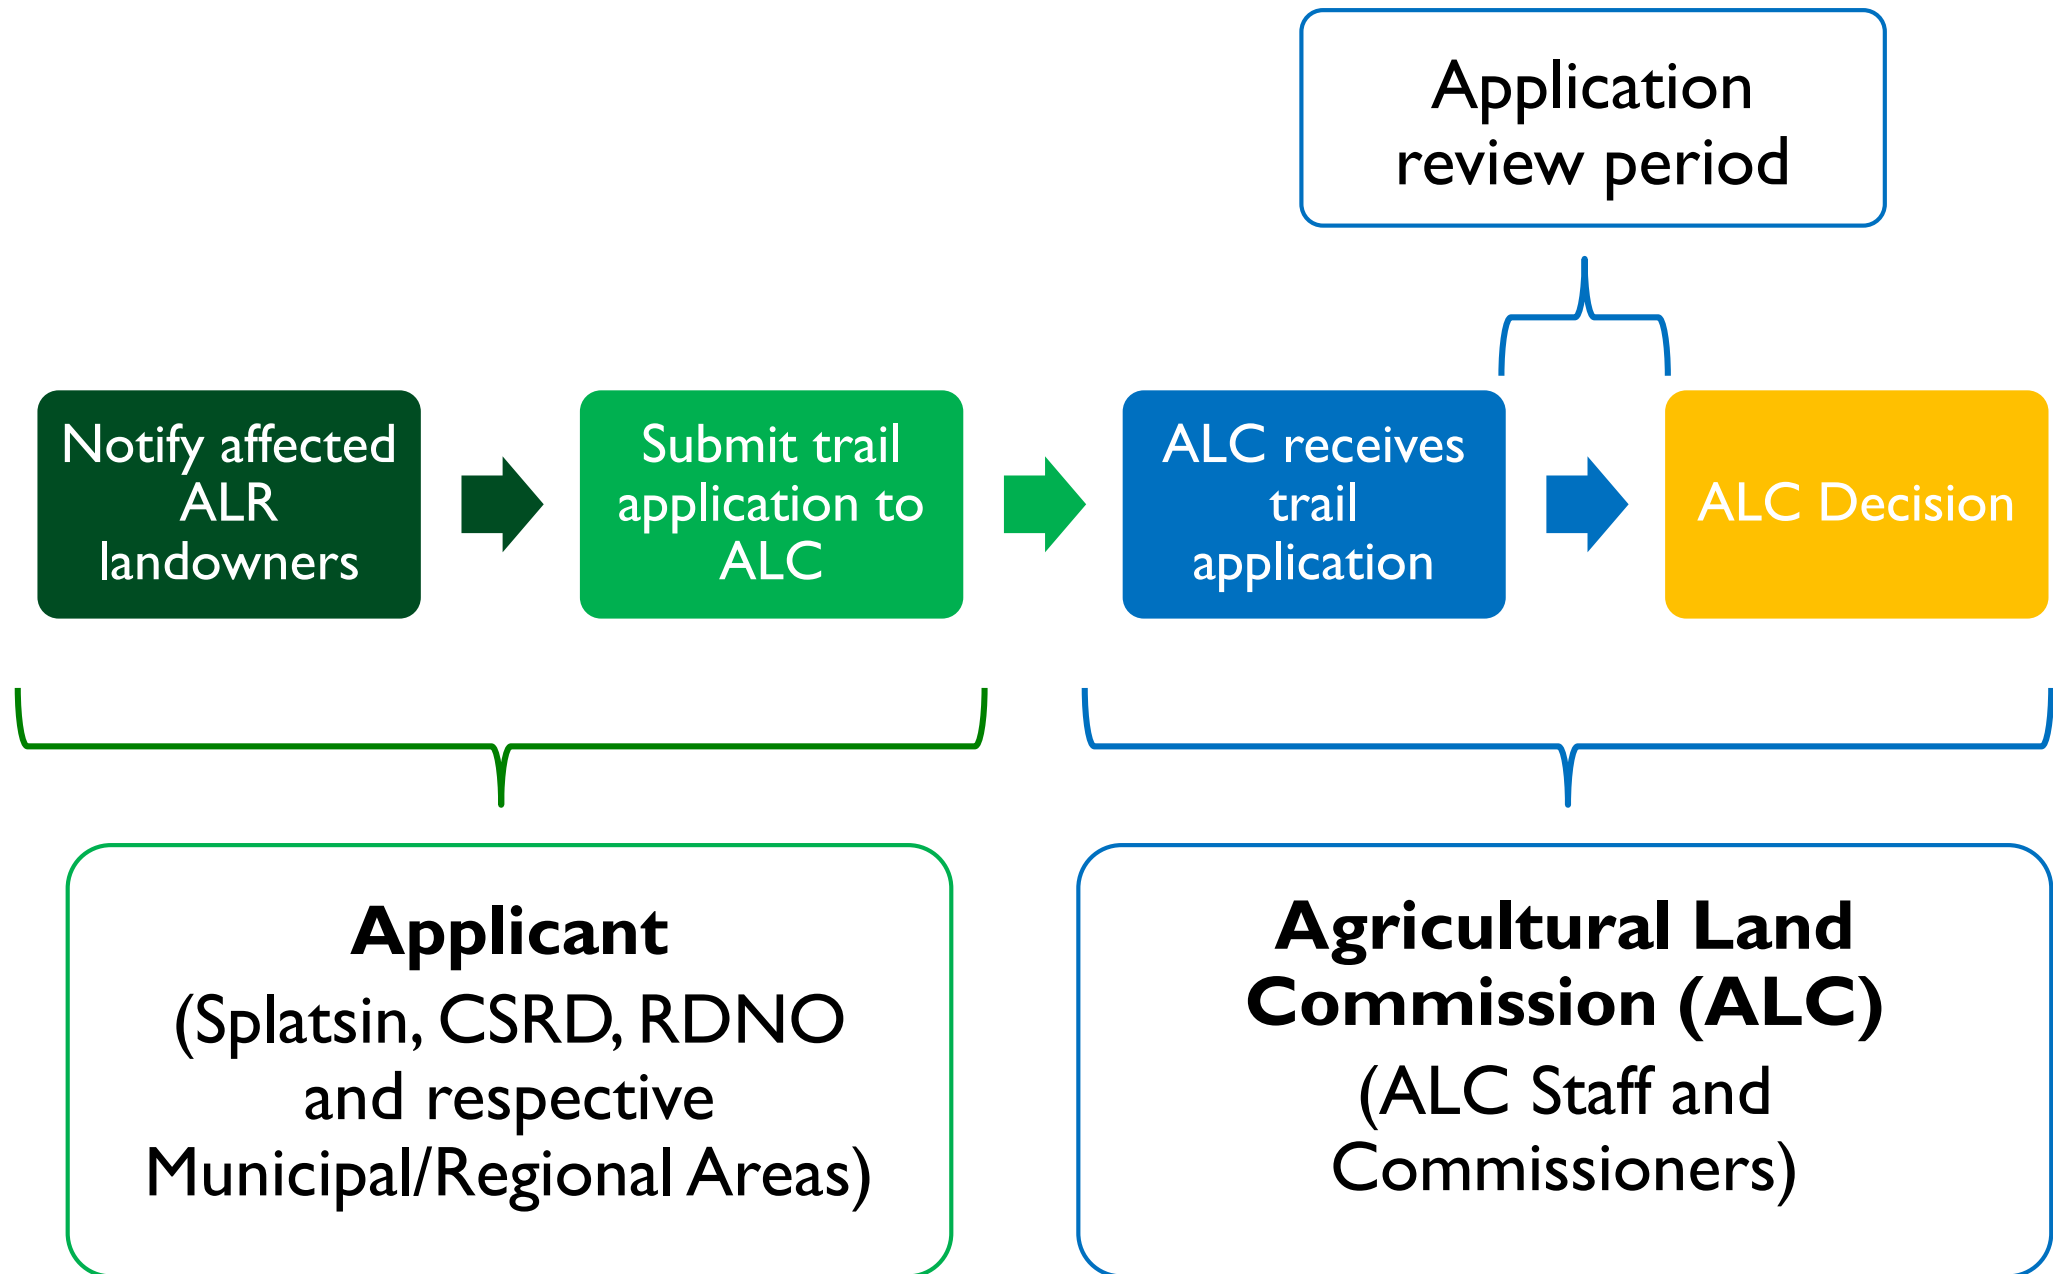 Application
review period
Notify affected
ALR
landowners
Submit trail
application to
ALC
ALC receives
trail
application
ALC Decision
Applicant
(Splatsin, CSRD, RDNO
and respective
Municipal/Regional Areas)
Agricultural Land
Commission (ALC)
(ALC Staff and
Commissioners)